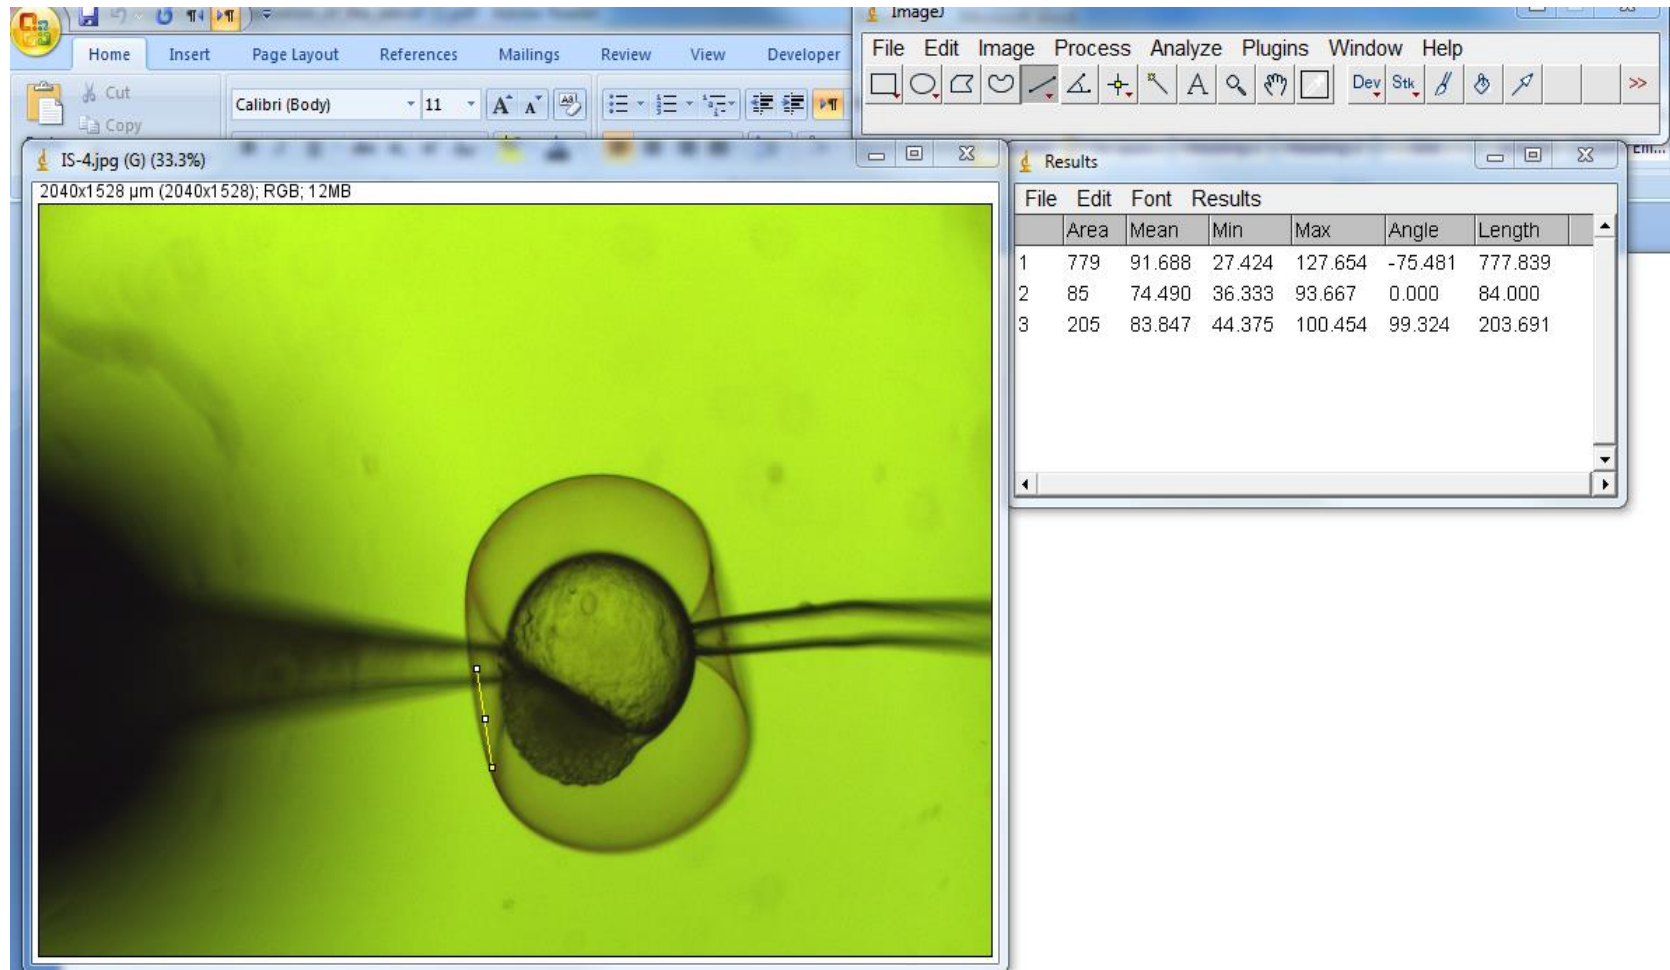 Home Insert Page Layout References Mailings Review View Developer
Cut
Copy
Calibri (Body) 11
ImageJ
File Edit Image Process Analyze Plugins Window Help
Dev Stk
IS-4.jpg (G) (33.3%)
2040x1528 µm (2040x1528); RGB; 12MB
Results
File Edit Font Results
Area Mean Min Max Angle Length
1 779 91.688 27.424 127.654 -75.481 777.839
2 85 74.490 36.333 93.667 0.000 84.000
3 205 83.847 44.375 100.454 99.324 203.691